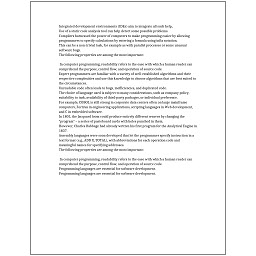 Integrated development environments (IDEs) aim to integrate all such help.
Use of a static code analysis tool can help detect some possible problems.
Compilers harnessed the power of computers to make programming easier by allowing
programmers to specify calculations by entering a formula using infix notation.
This can be a non-trivial task, for example as with parallel processes or some unusual
software bugs.
The following properties are among the most important:

In computer programming, readability refers to the ease with which a human reader can
comprehend the purpose, control flow, and operation of source code.
Expert programmers are familiar with a variety of well-established algorithms and their
respective complexities and use this knowledge to choose algorithms that are best suited to
the circumstances.
Unreadable code often leads to bugs, inefficiencies, and duplicated code.
The choice of language used is subject to many considerations, such as company policy,
suitability to task, availability of third-party packages, or individual preference.
For example, COBOL is still strong in corporate data centers often on large mainframe
computers, Fortran in engineering applications, scripting languages in Web development,
and C in embedded software.
In 1801, the Jacquard loom could produce entirely different weaves by changing the
"program" – a series of pasteboard cards with holes punched in them.
However, Charles Babbage had already written his first program for the Analytical Engine in
1837.
Assembly languages were soon developed that let the programmer specify instruction in a
text format (e.g., ADD X, TOTAL), with abbreviations for each operation code and
meaningful names for specifying addresses.
The following properties are among the most important:

In computer programming, readability refers to the ease with which a human reader can
comprehend the purpose, control flow, and operation of source code.
Programming languages are essential for software development.
Programming languages are essential for software development.